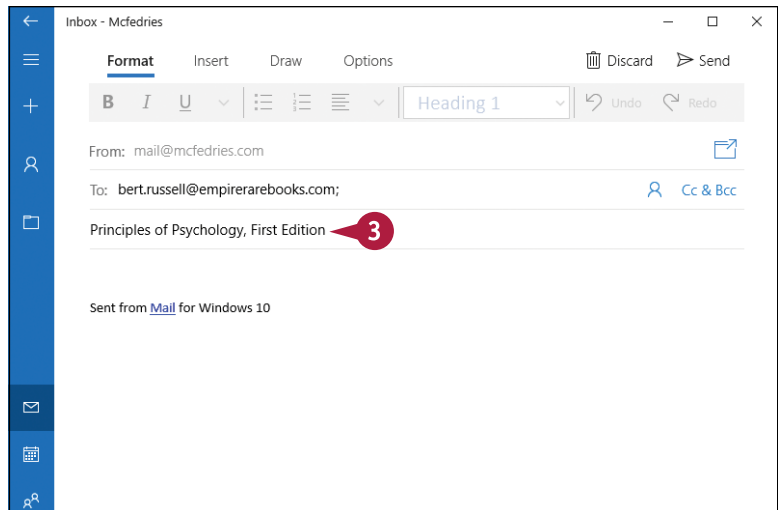 Inbox - Mcfedries
Format Insert Draw Options Discard Send
B I U Heading 1 Undo Redo
From: mail@mcfedries.com
To: bert.russell@empirerarebooks.com; Cc & Bcc
Principles of Psychology, First Edition 3
Sent from Mail for Windows 10